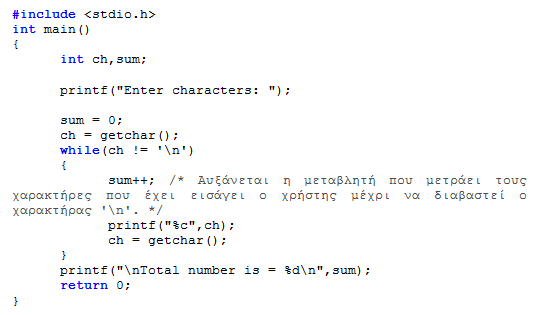 #include <stdio.h>
int main()
{
int ch,sum;
printf("Enter characters: ");
sum = 0;
ch = getchar();
while(ch != '\n')
{
sum++; /* Αυξάνεται η μεταβλητή που μετράει τους
χαρακτήρες που έχει εισάγει ο χρήστης μέχρι να διαβαστεί ο
χαρακτήρας '\n'. */
printf("%c",ch);
ch = getchar();
}
printf("\nTotal number is = %d\n",sum);
return 0;
}